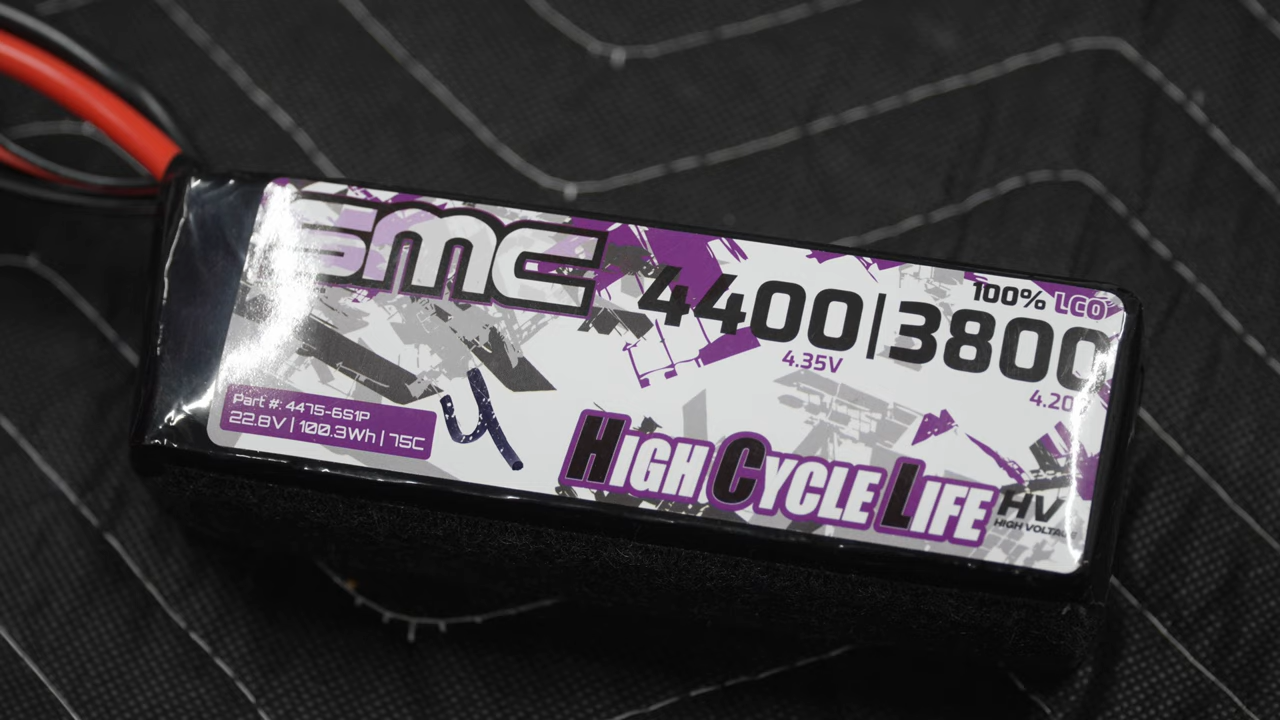 SMC
4400|3800
100% LCO
4.35V
4.20
Part #: 4475-6S1P
22.8V | 100.3Wh | 75C
4
HIGH CYCLE LIFE
HV
HIGH VOLTAGE